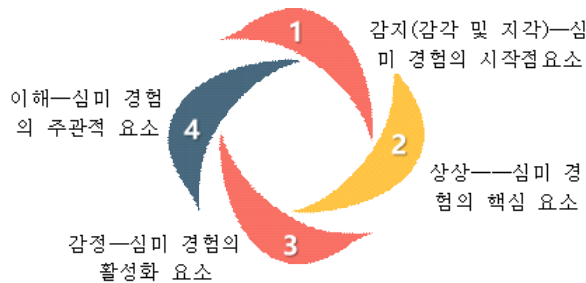 1
감지(감각 및 지각)—심
미 경험의 시작점요소
2
상상——심미 경
험의 핵심 요소
3
감정—심미 경험의
활성화 요소
4
이해—심미 경험
의 주관적 요소